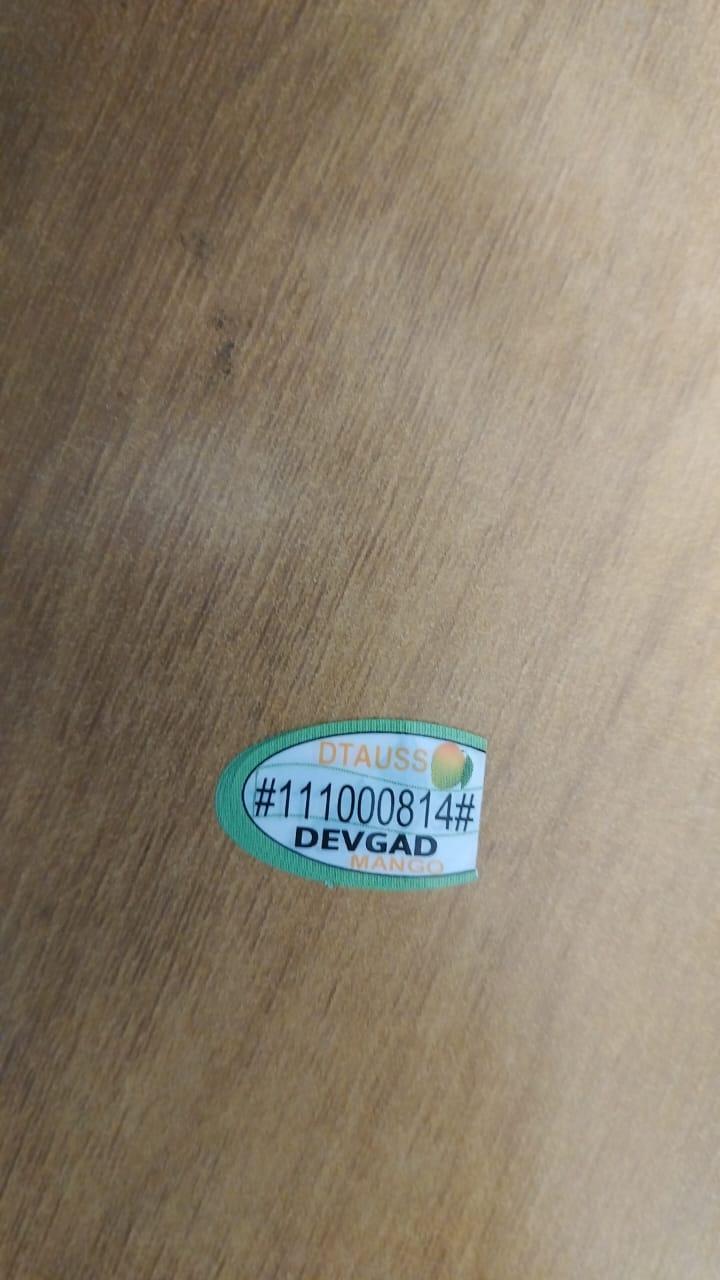 DTAUSS
#111000814#
DEVGAD
MANGO